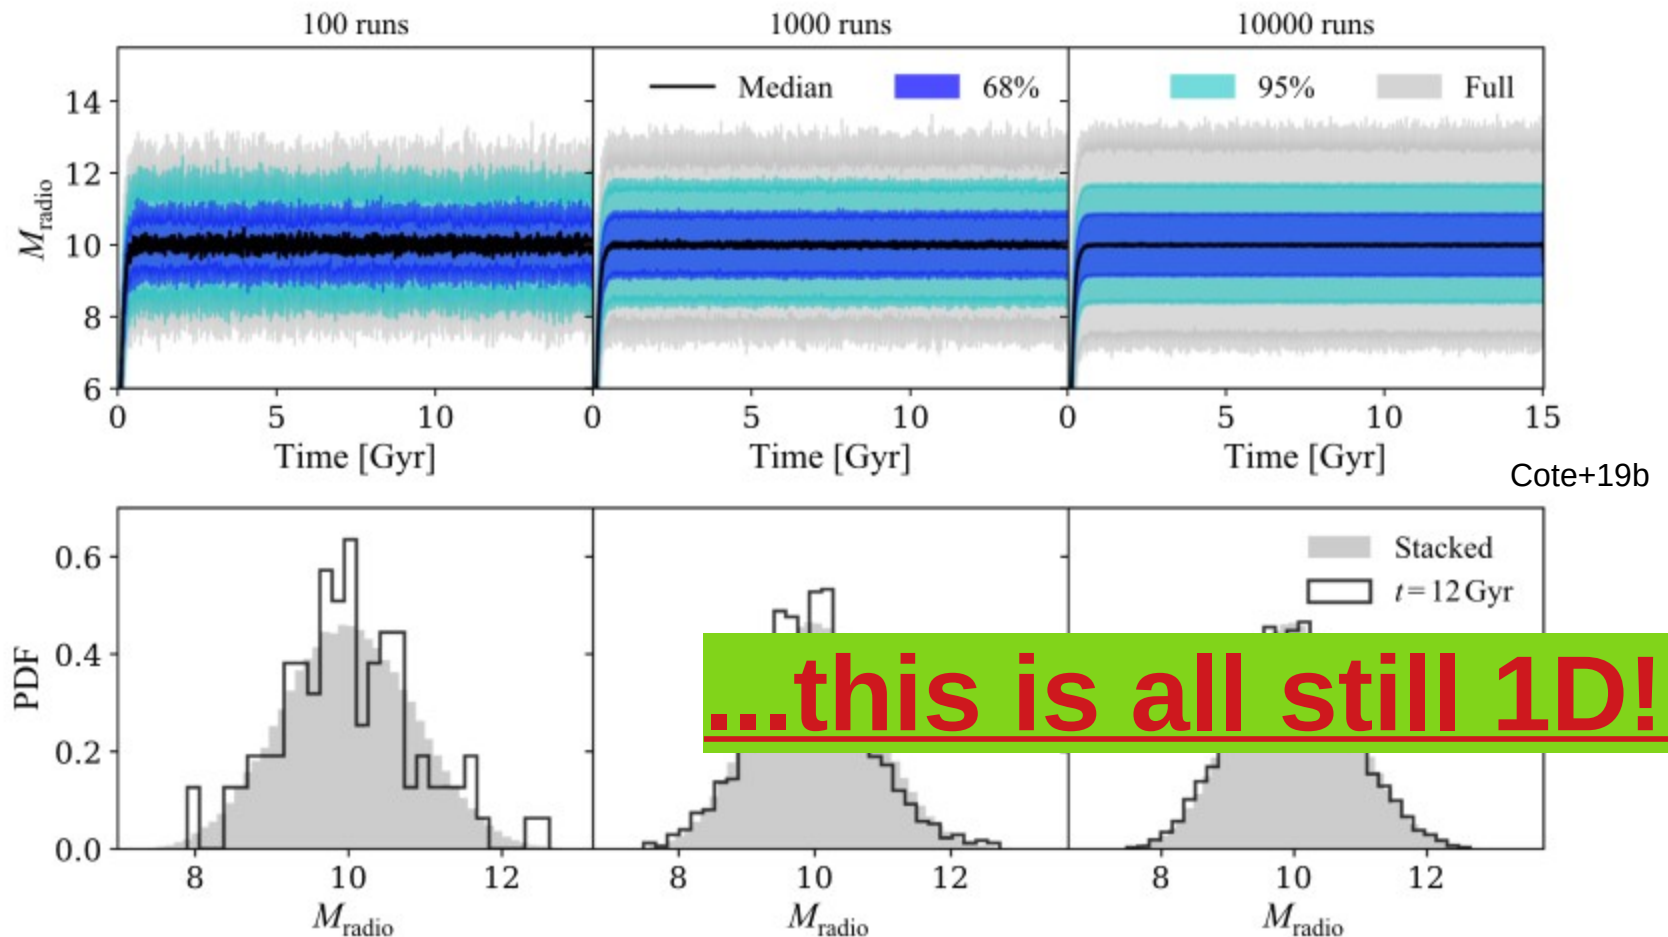 100 runs 1000 runs 10000 runs
Median 68% 95% Full
14
12
10
8
6
M_radio
0 5 10 0 5 10 0 5 10 15
Time [Gyr] Time [Gyr] Time [Gyr]
Cote+19b
Stacked
t = 12 Gyr
0.6
0.4
0.2
0.0
PDF
...this is all still 1D!
8 10 12 8 10 12 8 10 12
M_radio M_radio M_radio